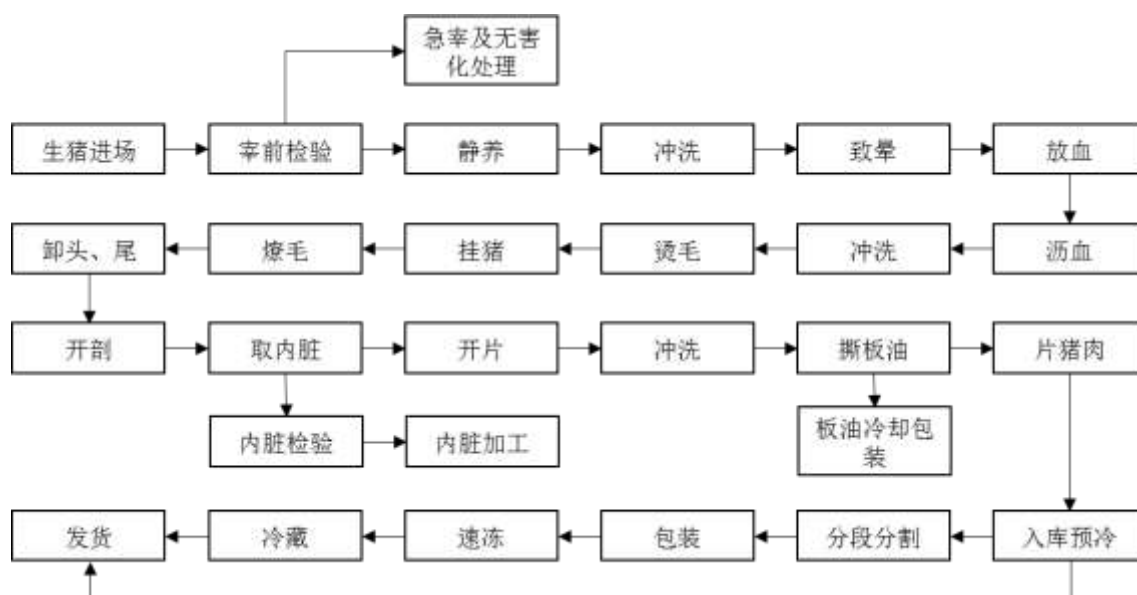 急宰及无害
化处理
生猪进场
宰前检验
静养
冲洗
致晕
放血
卸头、尾
燎毛
挂猪
烫毛
冲洗
沥血
开剖
取内脏
开片
冲洗
撕板油
片猪肉
内脏检验
内脏加工
板油冷却包
装
发货
冷藏
速冻
包装
分段分割
入库预冷